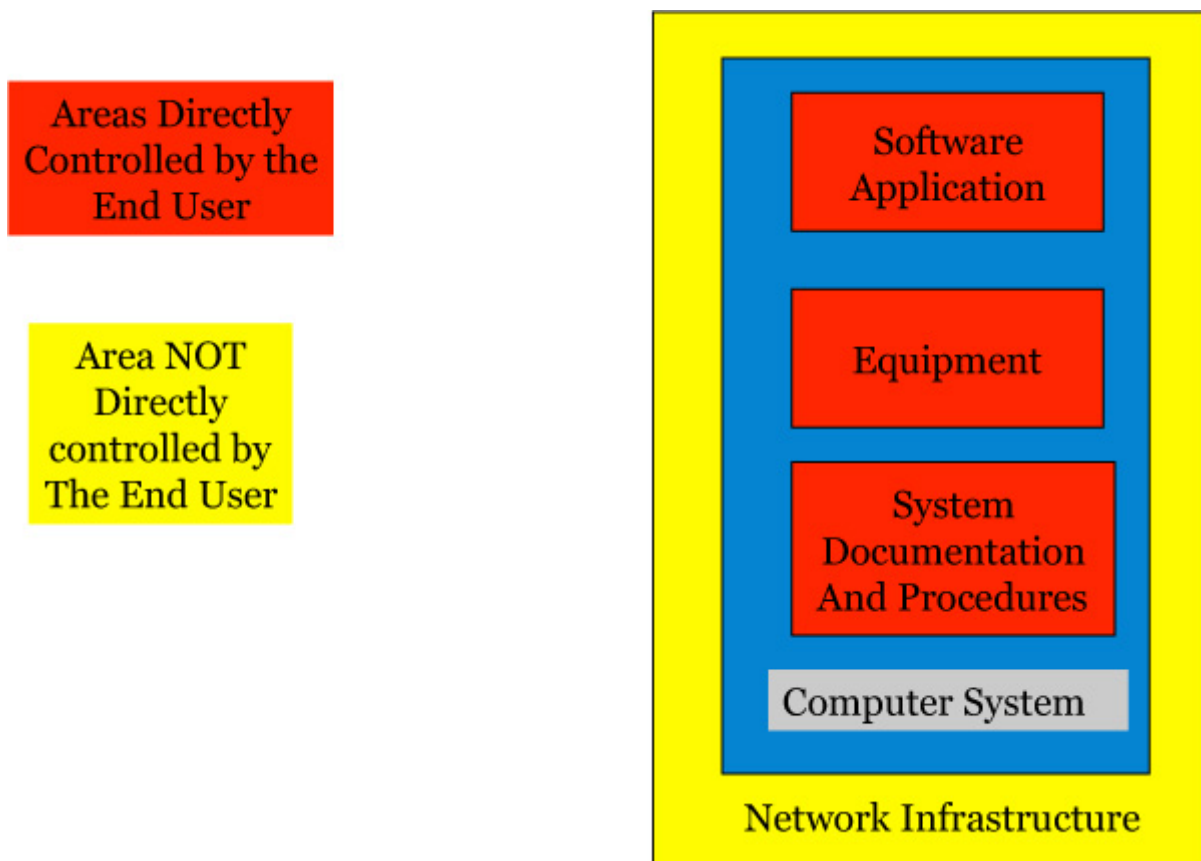 Areas Directly
Controlled by the
End User
Area NOT
Directly
controlled by
The End User
Software
Application
Equipment
System
Documentation
And Procedures
Computer System
Network Infrastructure